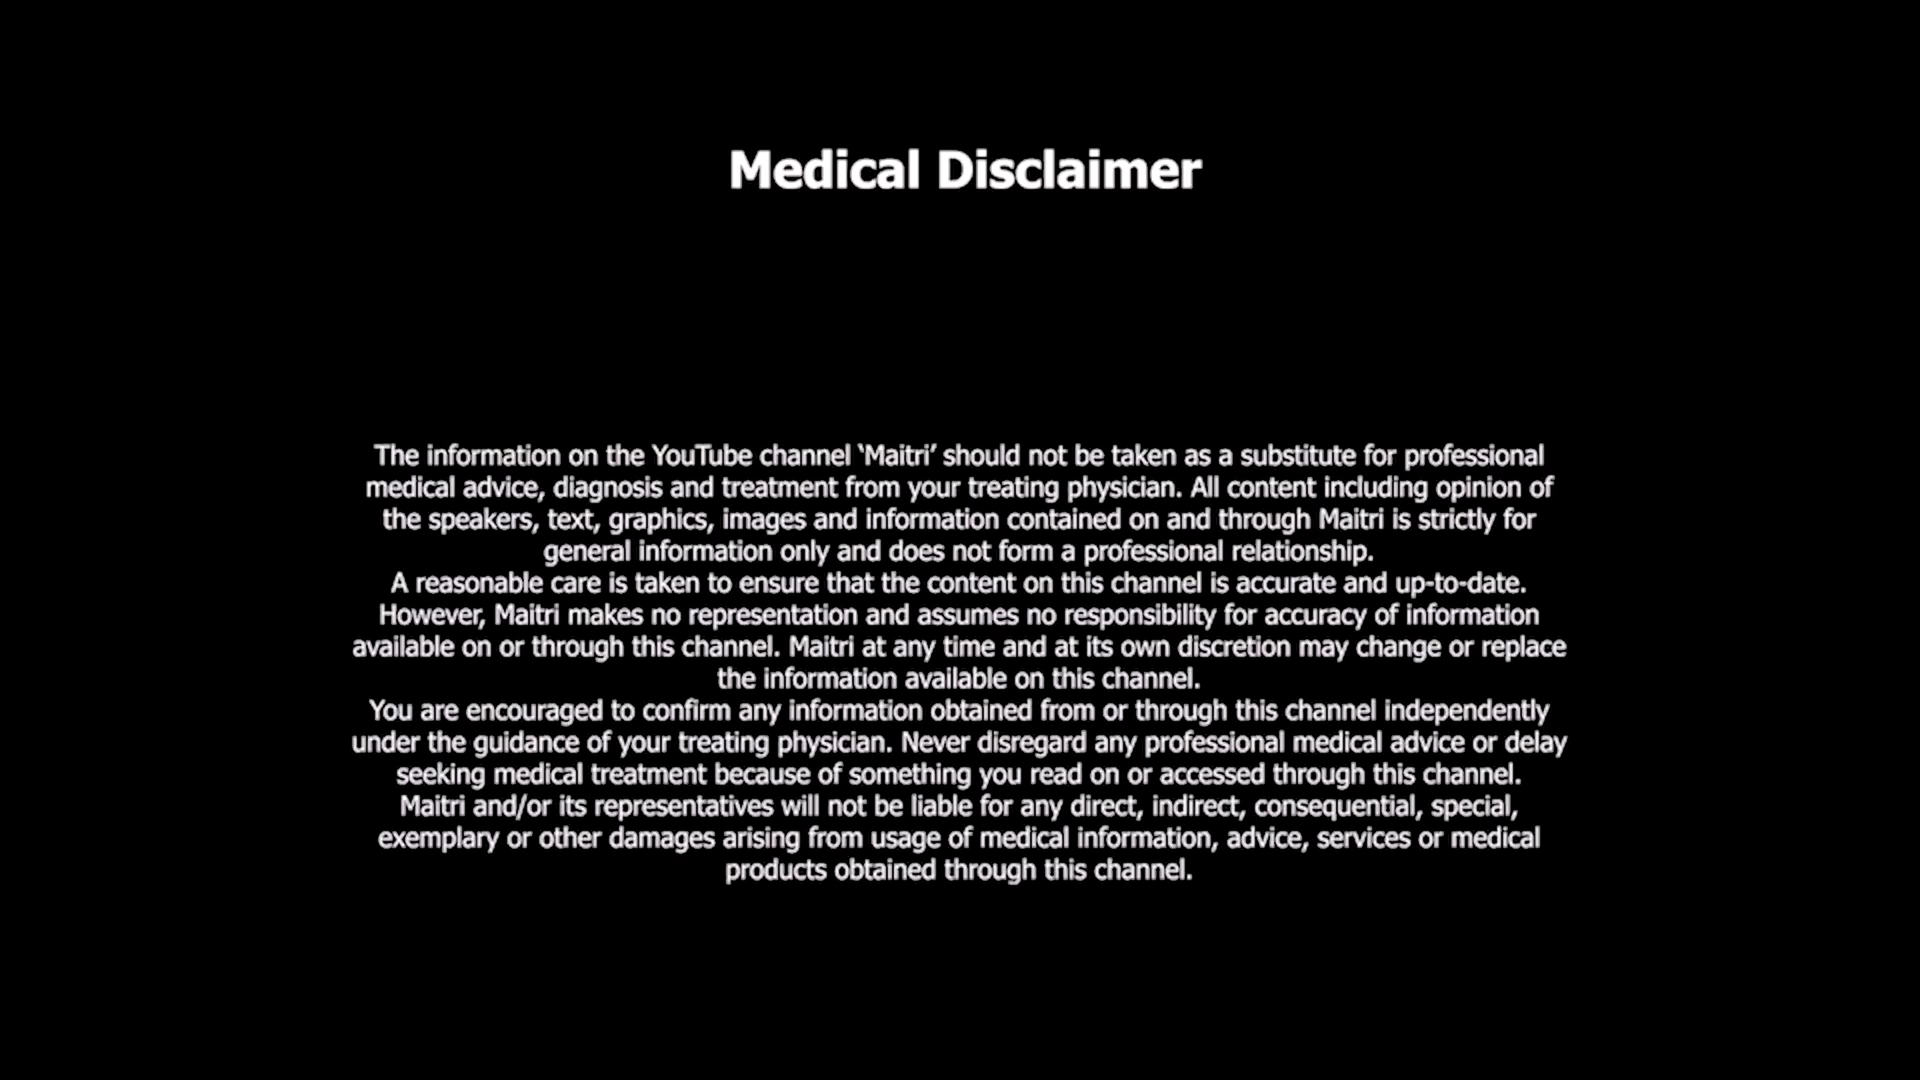 Medical Disclaimer
The information on the YouTube channel ‘Maitri’ should not be taken as a substitute for professional
medical advice, diagnosis and treatment from your treating physician. All content including opinion of
the speakers, text, graphics, images and information contained on and through Maitri is strictly for
general information only and does not form a professional relationship.
A reasonable care is taken to ensure that the content on this channel is accurate and up-to-date.
However, Maitri makes no representation and assumes no responsibility for accuracy of information
available on or through this channel. Maitri at any time and at its own discretion may change or replace
the information available on this channel.
You are encouraged to confirm any information obtained from or through this channel independently
under the guidance of your treating physician. Never disregard any professional medical advice or delay
seeking medical treatment because of something you read on or accessed through this channel.
Maitri and/or its representatives will not be liable for any direct, indirect, consequential, special,
exemplary or other damages arising from usage of medical information, advice, services or medical
products obtained through this channel.